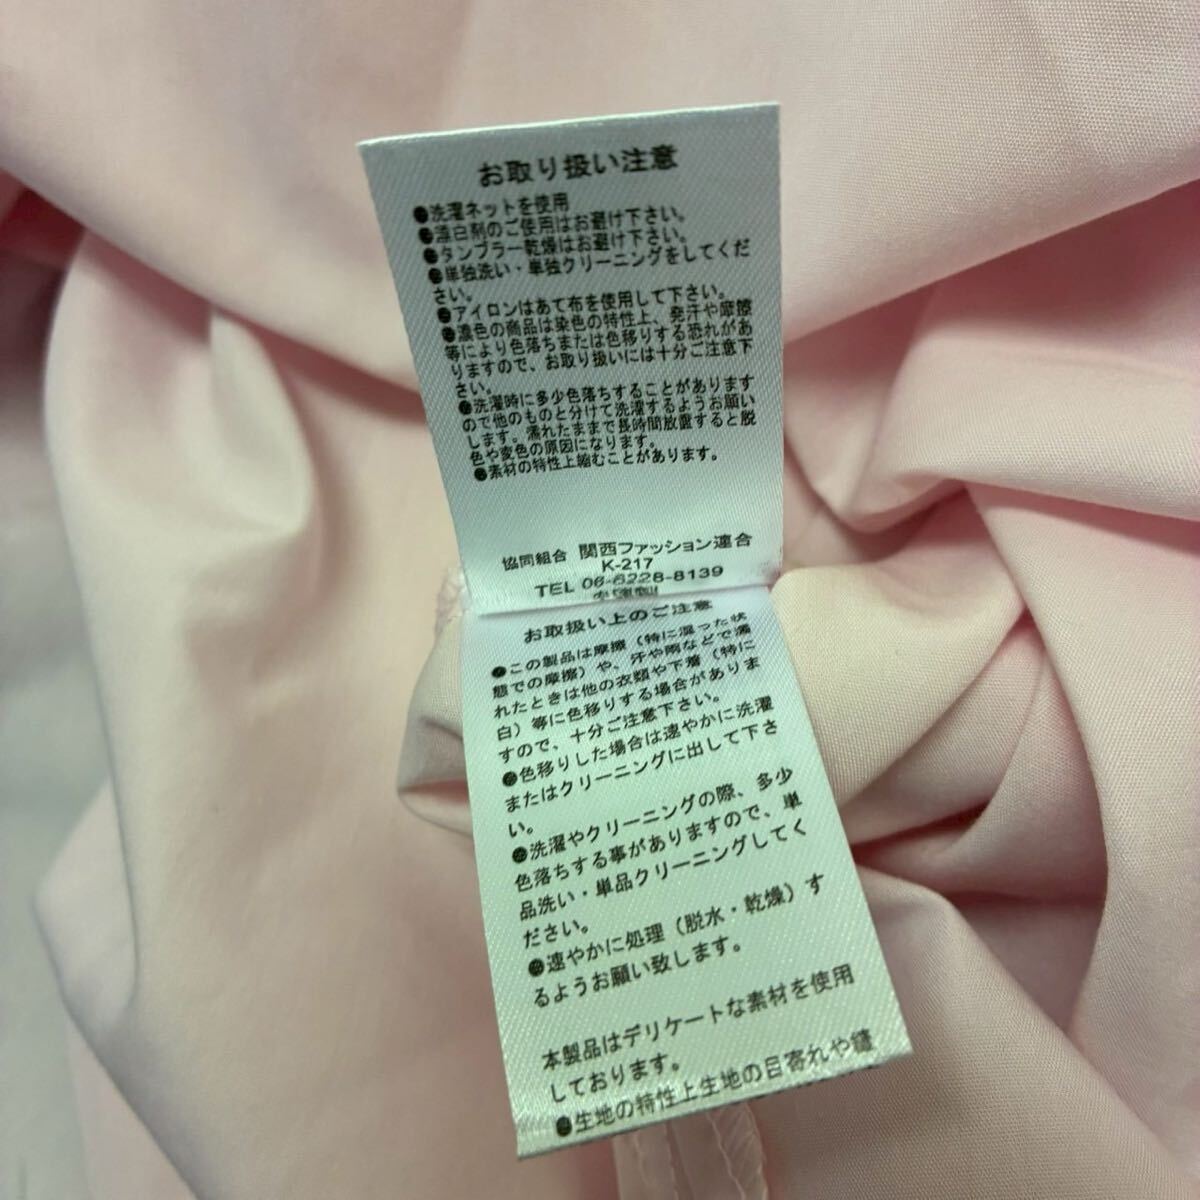 お取り扱い注意
●洗濯ネットを使用
●漂白剤のご使用はお避け下さい。
●タンブラー乾燥はお避け下さい。
●単独洗い・単独クリーニングをしてくだ
さい。
●アイロンはあて布を使用して下さい。
●濃色の商品は染色の特性上、発汗や摩擦
等により色落ちまたは色移りする恐れがあ
りますので、お取り扱いには十分ご注意下
さい。
●洗濯時に多少色落ちすることがあります
ので他のものと分けて洗濯するようお願い
します。濡れたままで長時間放置すると脱
色や変色の原因になります。
●素材の特性上縮むことがあります。
協同組合 関西ファッション連合
K-217
TEL 06-6228-8139
中国製
お取扱い上のご注意
●この製品は摩擦（特に湿った状
態での摩擦）や、汗や雨などで濡
れたときは他の衣類や下着（特に
白）等に色移りする場合がありま
すので、十分ご注意下さい。
●色移りした場合は速やかに洗濯
またはクリーニングに出して下さ
い。
●洗濯やクリーニングの際、多少
色落ちする事がありますので、単
品洗い・単品クリーニングしてく
ださい。
●速やかに処理（脱水・乾燥）す
るようお願い致します。
本製品はデリケートな素材を使用
しております。
●生地の特性上生地の目寄れや縫